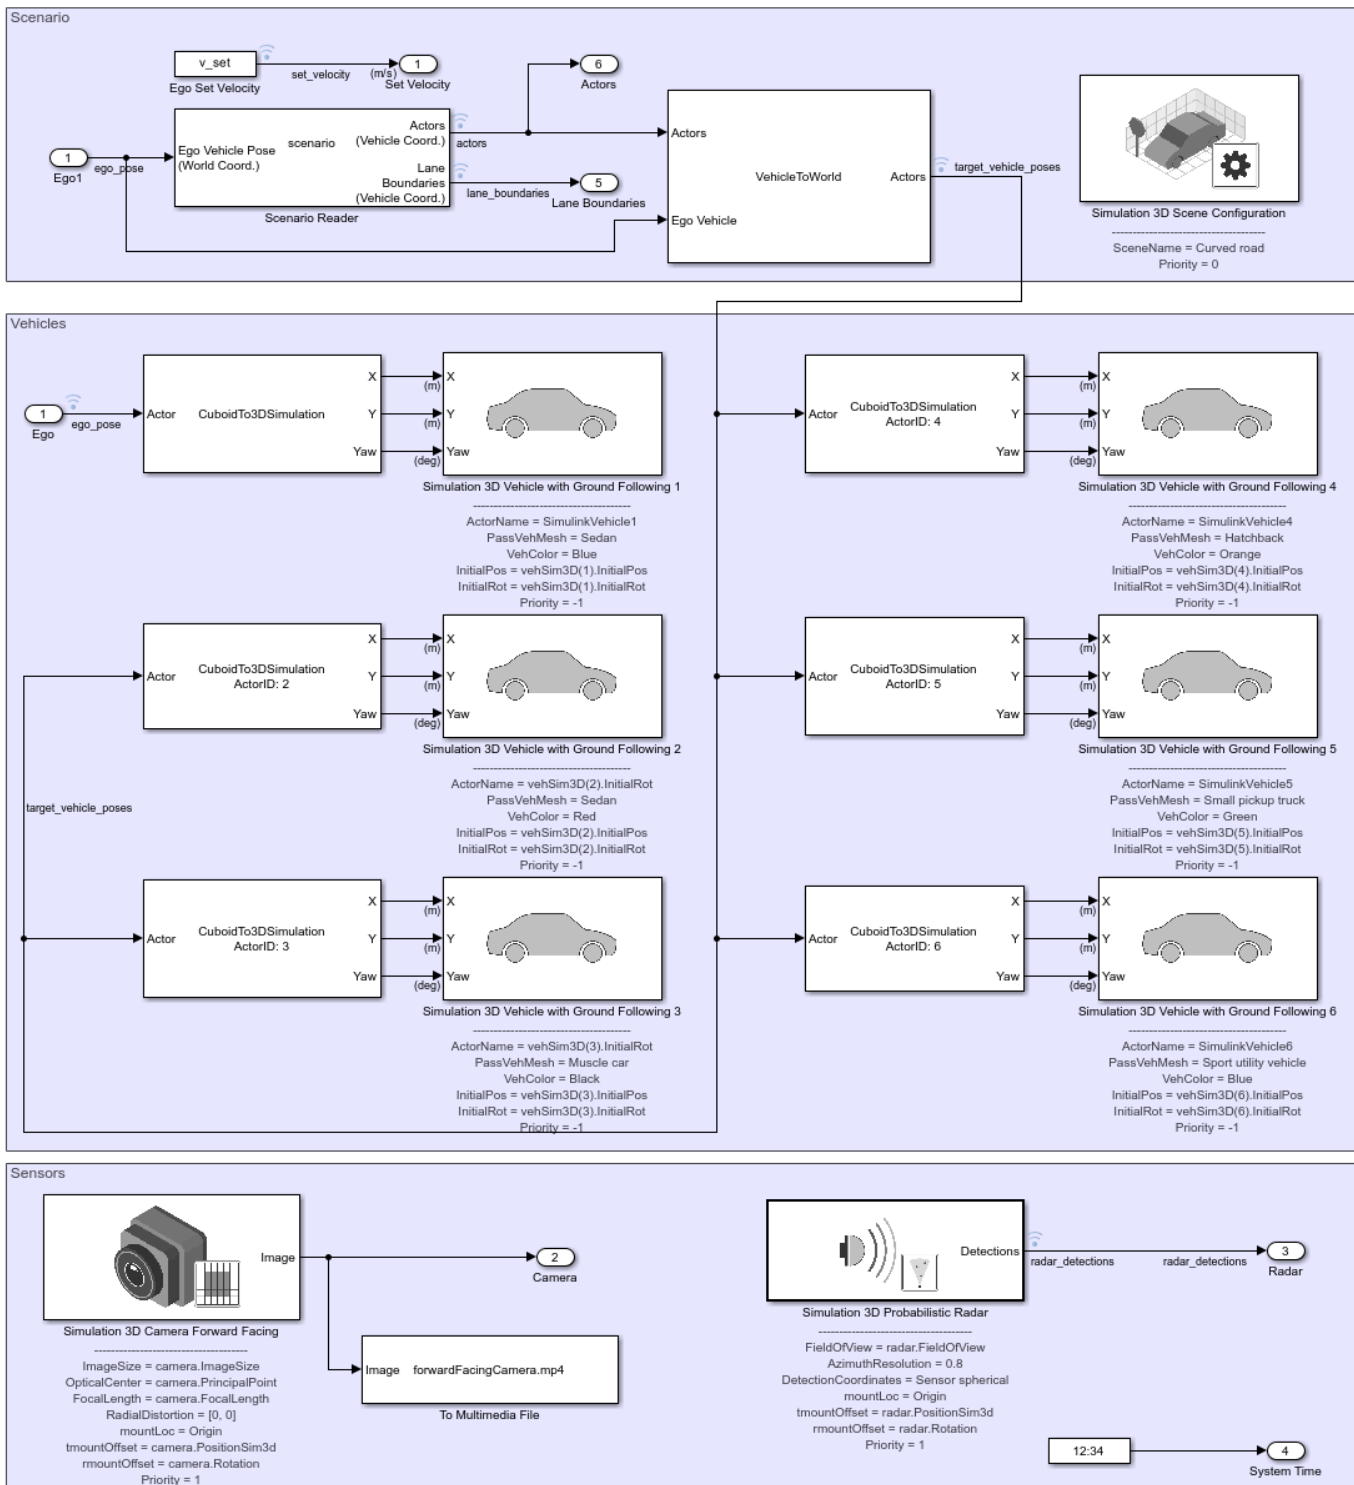 Scenario
v_set
Ego Set Velocity
set_velocity
(m/s)
1
Set Velocity
6
Actors
1
Ego1
ego_pose
Ego Vehicle Pose
(World Coord.)
scenario
Actors
(Vehicle Coord.)
Lane
Boundaries
(Vehicle Coord.)
Scenario Reader
actors
lane_boundaries
5
Lane Boundaries
Actors
Ego Vehicle
VehicleToWorld
Actors
target_vehicle_poses
Simulation 3D Scene Configuration
--------------------------------------
SceneName = Curved road
Priority = 0
Vehicles
1
Ego
ego_pose
Actor
CuboidTo3DSimulation
X
Y
Yaw
(m)
(m)
(deg)
X
Y
Yaw
Simulation 3D Vehicle with Ground Following 1
--------------------------------------
ActorName = SimulinkVehicle1
PassVehMesh = Sedan
VehColor = Blue
InitialPos = vehSim3D(1).InitialPos
InitialRot = vehSim3D(1).InitialRot
Priority = -1
Actor
CuboidTo3DSimulation
ActorID: 4
X
Y
Yaw
(m)
(m)
(deg)
X
Y
Yaw
Simulation 3D Vehicle with Ground Following 4
--------------------------------------
ActorName = SimulinkVehicle4
PassVehMesh = Hatchback
VehColor = Orange
InitialPos = vehSim3D(4).InitialPos
InitialRot = vehSim3D(4).InitialRot
Priority = -1
Actor
CuboidTo3DSimulation
ActorID: 2
X
Y
Yaw
(m)
(m)
(deg)
X
Y
Yaw
Simulation 3D Vehicle with Ground Following 2
--------------------------------------
ActorName = vehSim3D(2).InitialRot
PassVehMesh = Sedan
VehColor = Red
InitialPos = vehSim3D(2).InitialPos
InitialRot = vehSim3D(2).InitialRot
Priority = -1
target_vehicle_poses
Actor
CuboidTo3DSimulation
ActorID: 5
X
Y
Yaw
(m)
(m)
(deg)
X
Y
Yaw
Simulation 3D Vehicle with Ground Following 5
--------------------------------------
ActorName = SimulinkVehicle5
PassVehMesh = Small pickup truck
VehColor = Green
InitialPos = vehSim3D(5).InitialPos
InitialRot = vehSim3D(5).InitialRot
Priority = -1
Actor
CuboidTo3DSimulation
ActorID: 3
X
Y
Yaw
(m)
(m)
(deg)
X
Y
Yaw
Simulation 3D Vehicle with Ground Following 3
--------------------------------------
ActorName = vehSim3D(3).InitialRot
PassVehMesh = Muscle car
VehColor = Black
InitialPos = vehSim3D(3).InitialPos
InitialRot = vehSim3D(3).InitialRot
Priority = -1
Actor
CuboidTo3DSimulation
ActorID: 6
X
Y
Yaw
(m)
(m)
(deg)
X
Y
Yaw
Simulation 3D Vehicle with Ground Following 6
--------------------------------------
ActorName = SimulinkVehicle6
PassVehMesh = Sport utility vehicle
VehColor = Blue
InitialPos = vehSim3D(6).InitialPos
InitialRot = vehSim3D(6).InitialRot
Priority = -1
Sensors
Image
2
Camera
Simulation 3D Camera Forward Facing
--------------------------------------
ImageSize = camera.ImageSize
OpticalCenter = camera.PrincipalPoint
FocalLength = camera.FocalLength
RadialDistortion = [0, 0]
mountLoc = Origin
tmountOffset = camera.PositionSim3d
rmountOffset = camera.Rotation
Priority = 1
Image
forwardFacingCamera.mp4
To Multimedia File
Detections
radar_detections
radar_detections
3
Radar
Simulation 3D Probabilistic Radar
--------------------------------------
FieldOfView = radar.FieldOfView
AzimuthResolution = 0.8
DetectionCoordinates = Sensor spherical
mountLoc = Origin
tmountOffset = radar.PositionSim3d
rmountOffset = radar.Rotation
Priority = 1
12:34
4
System Time